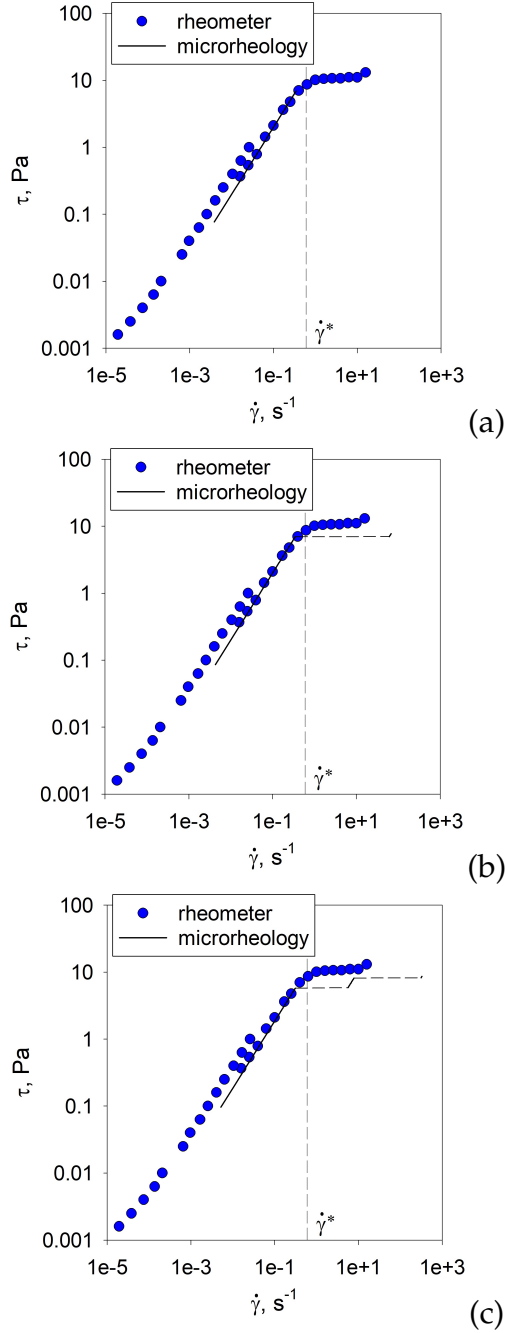 rheometer
microrheology
100
10
1
0.1
0.01
0.001
τ, Pa
γ̇*
1e-5 1e-3 1e-1 1e+1 1e+3
γ̇, s⁻¹
(a)
rheometer
microrheology
100
10
1
0.1
0.01
0.001
τ, Pa
γ̇*
1e-5 1e-3 1e-1 1e+1 1e+3
γ̇, s⁻¹
(b)
rheometer
microrheology
100
10
1
0.1
0.01
0.001
τ, Pa
γ̇*
1e-5 1e-3 1e-1 1e+1 1e+3
γ̇, s⁻¹
(c)